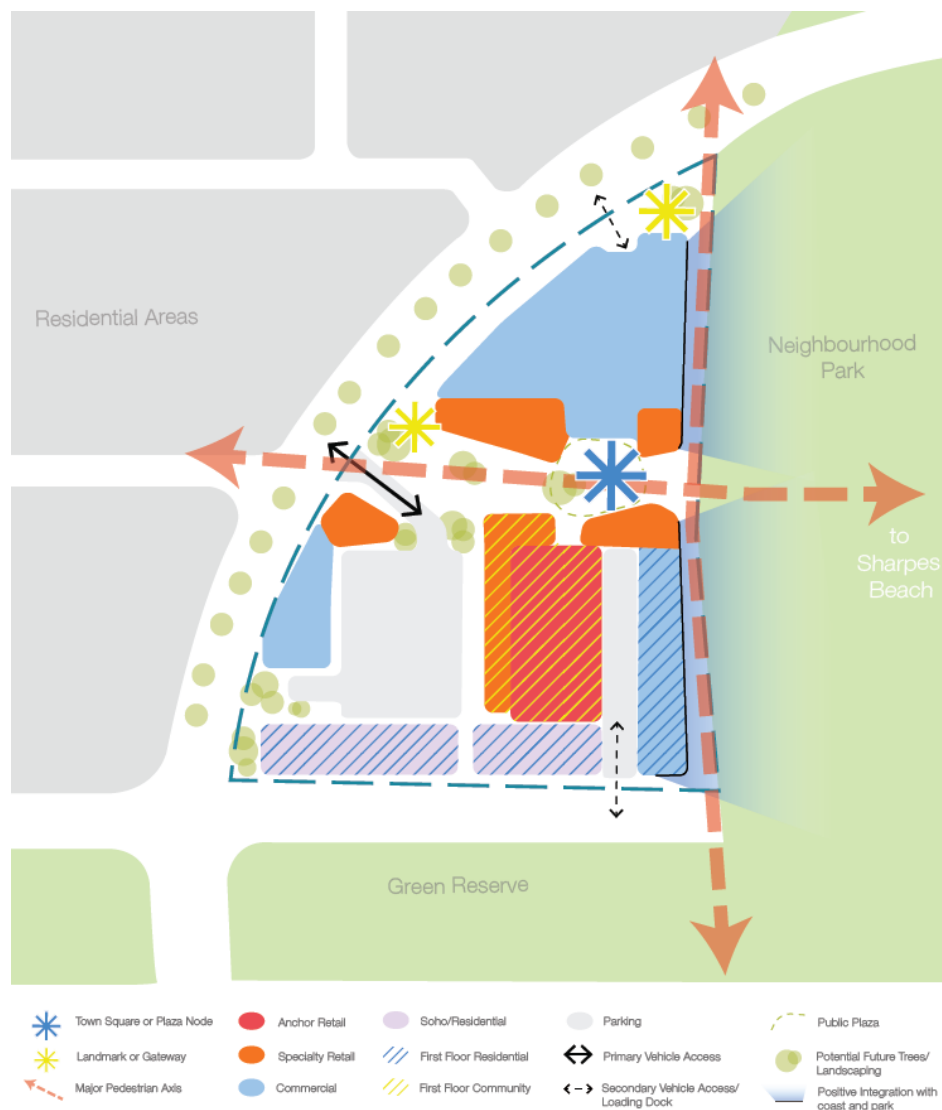 Residential Areas
Neighbourhood
Park
to
Sharpes
Beach
Green Reserve
Town Square or Plaza Node
Anchor Retail
Soho/Residential
Parking
Public Plaza
Landmark or Gateway
Specialty Retail
First Floor Residential
Primary Vehicle Access
Potential Future Trees/
Landscaping
Major Pedestrian Axis
Commercial
First Floor Community
Secondary Vehicle Access/
Loading Dock
Positive Integration with
coast and park